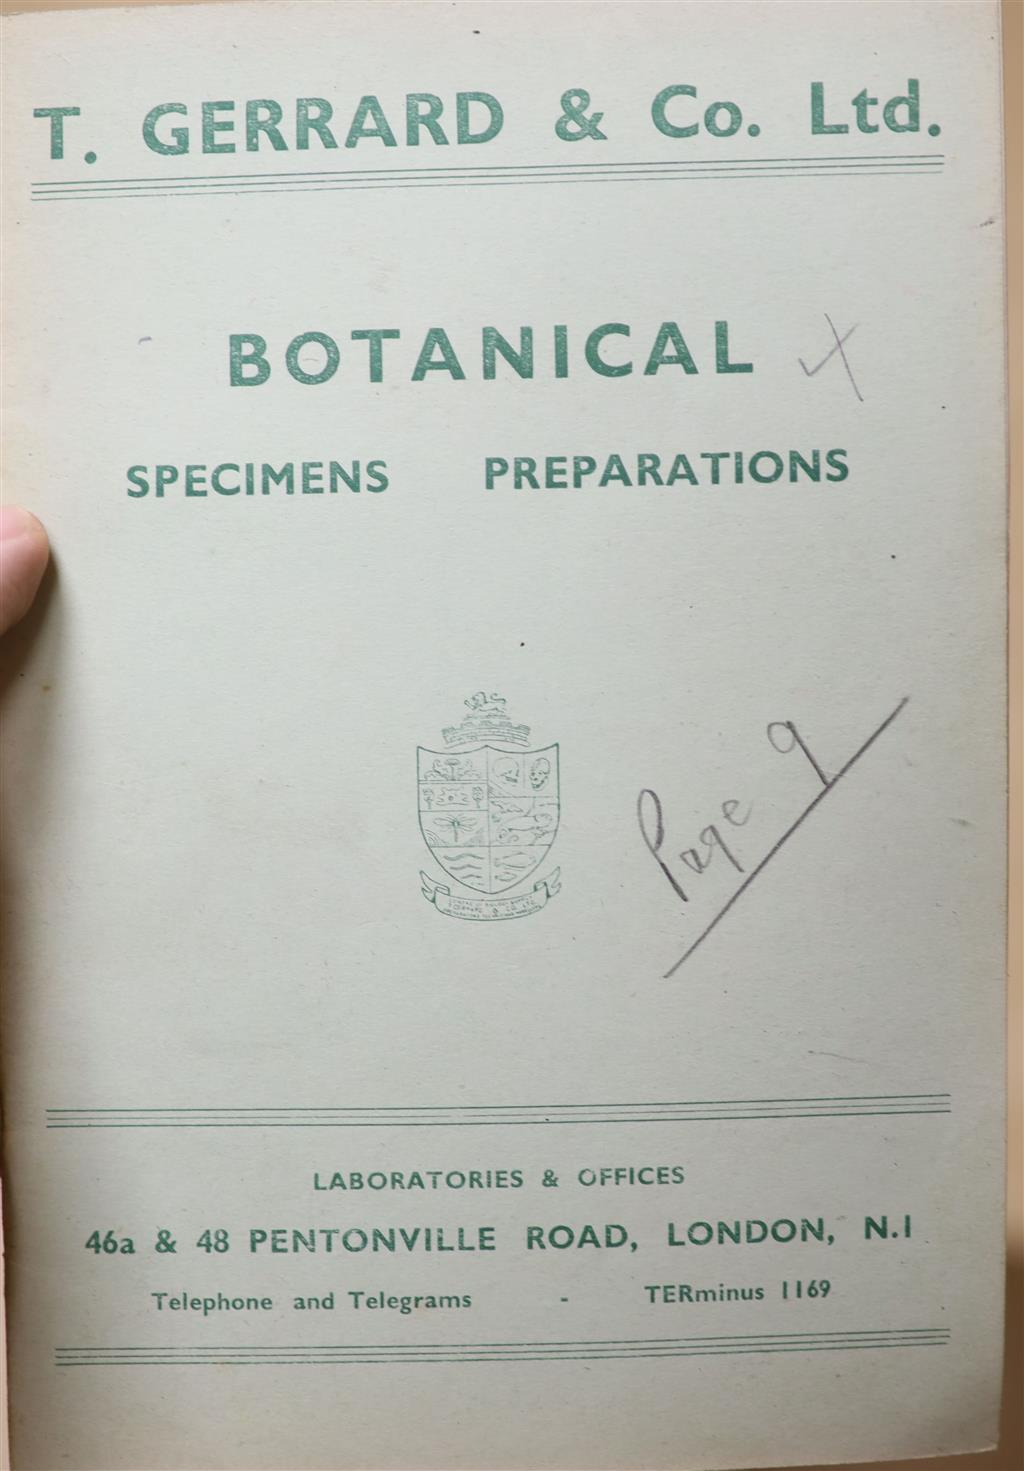 T. GERRARD & Co. Ltd.
BOTANICAL
SPECIMENS PREPARATIONS
Page 9
LABORATORIES & OFFICES
46a & 48 PENTONVILLE ROAD, LONDON, N.1
Telephone and Telegrams - TERminus 1169